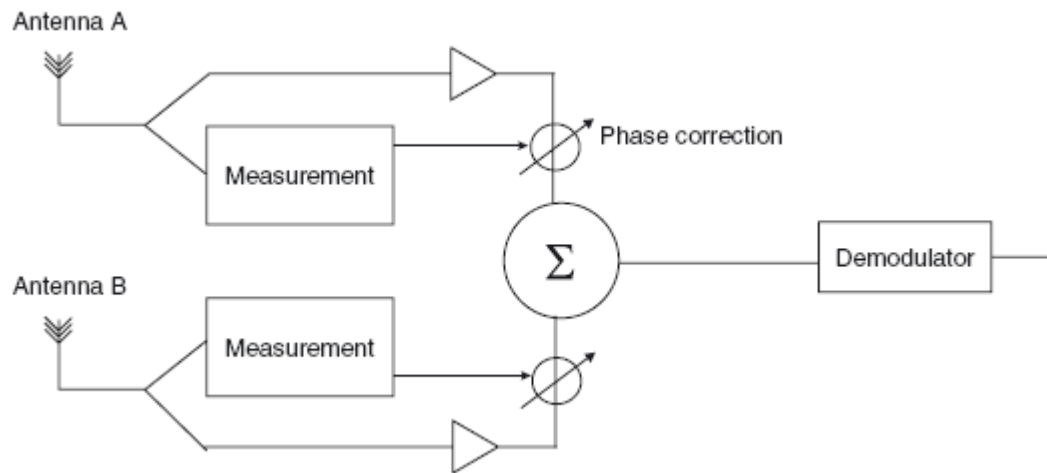 Antenna A
Measurement
Phase correction
Σ
Demodulator
Antenna B
Measurement